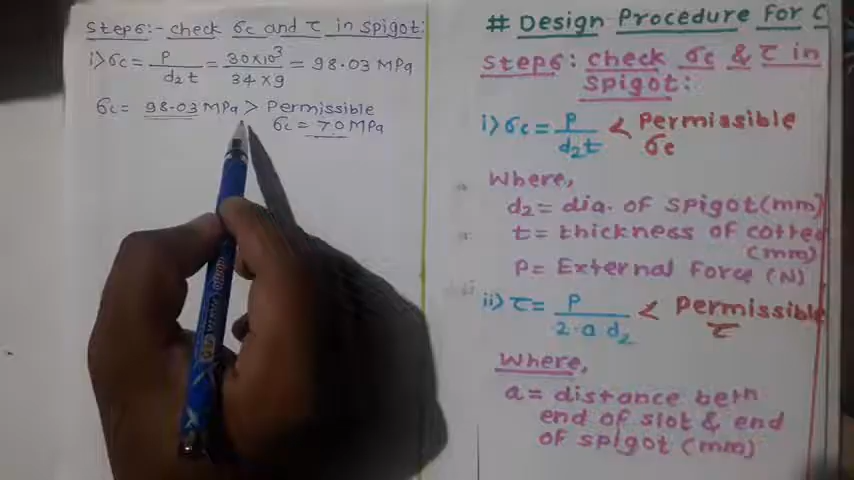 Step6:- check σc and τ in spigot:
i) σc = P / d2 t = 30×10³ / 34×9 = 98.03 MPa
σc = 98.03 MPa > Permissible
σc = 70 MPa
# Design Procedure For C
Step6: check σc & τ in
spigot:
i) σc = P / d2t < Permissible
σc
Where,
d2 = dia. of spigot (mm)
t = thickness of cotter
(mm)
P = External Force (N)
ii) τ = P / 2.a d2 < Permissible
τ
Where,
a = distance betn
end of slot & end
of spigot (mm)